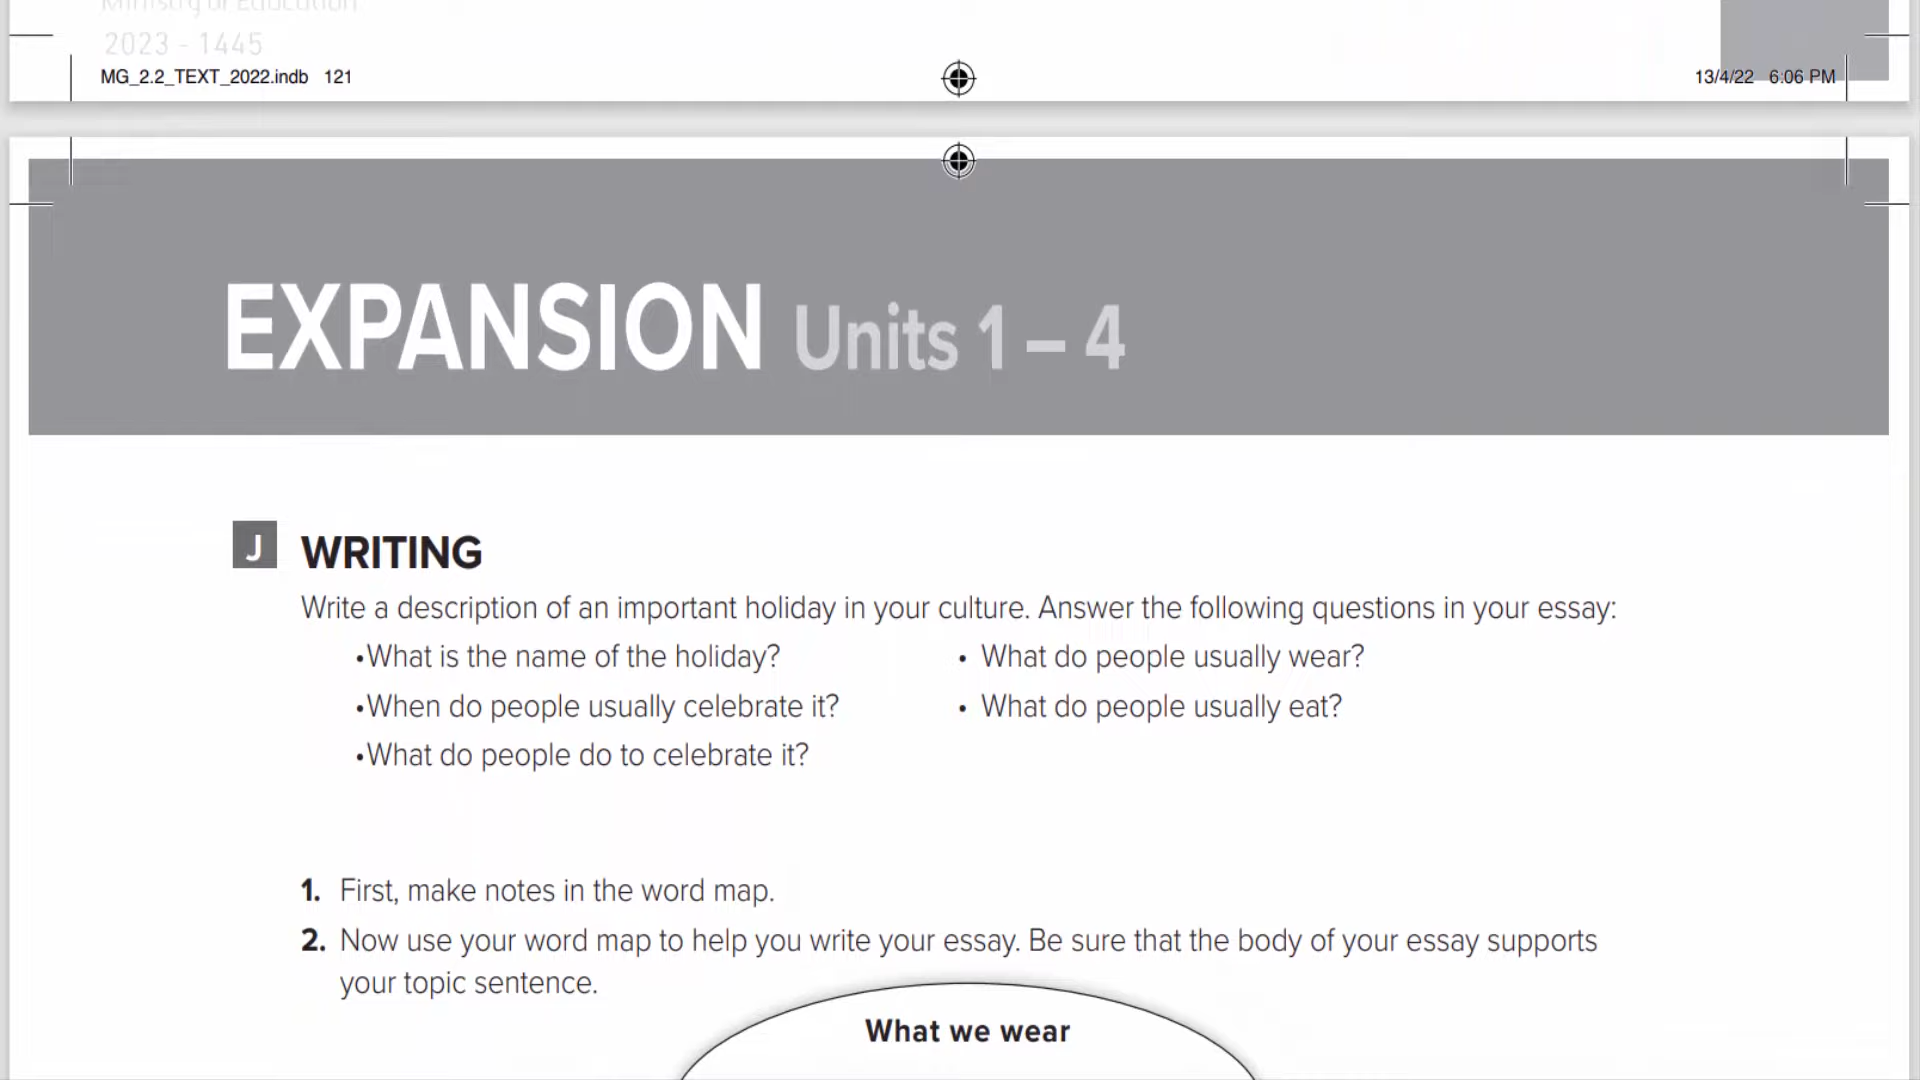 Ministry of Education
2023 - 1445
MG_2.2_TEXT_2022.indb 121
13/4/22 6:06 PM
EXPANSION Units 1 – 4
J WRITING
Write a description of an important holiday in your culture. Answer the following questions in your essay:
•What is the name of the holiday?
•When do people usually celebrate it?
•What do people do to celebrate it?
• What do people usually wear?
• What do people usually eat?
1. First, make notes in the word map.
2. Now use your word map to help you write your essay. Be sure that the body of your essay supports
your topic sentence.
What we wear